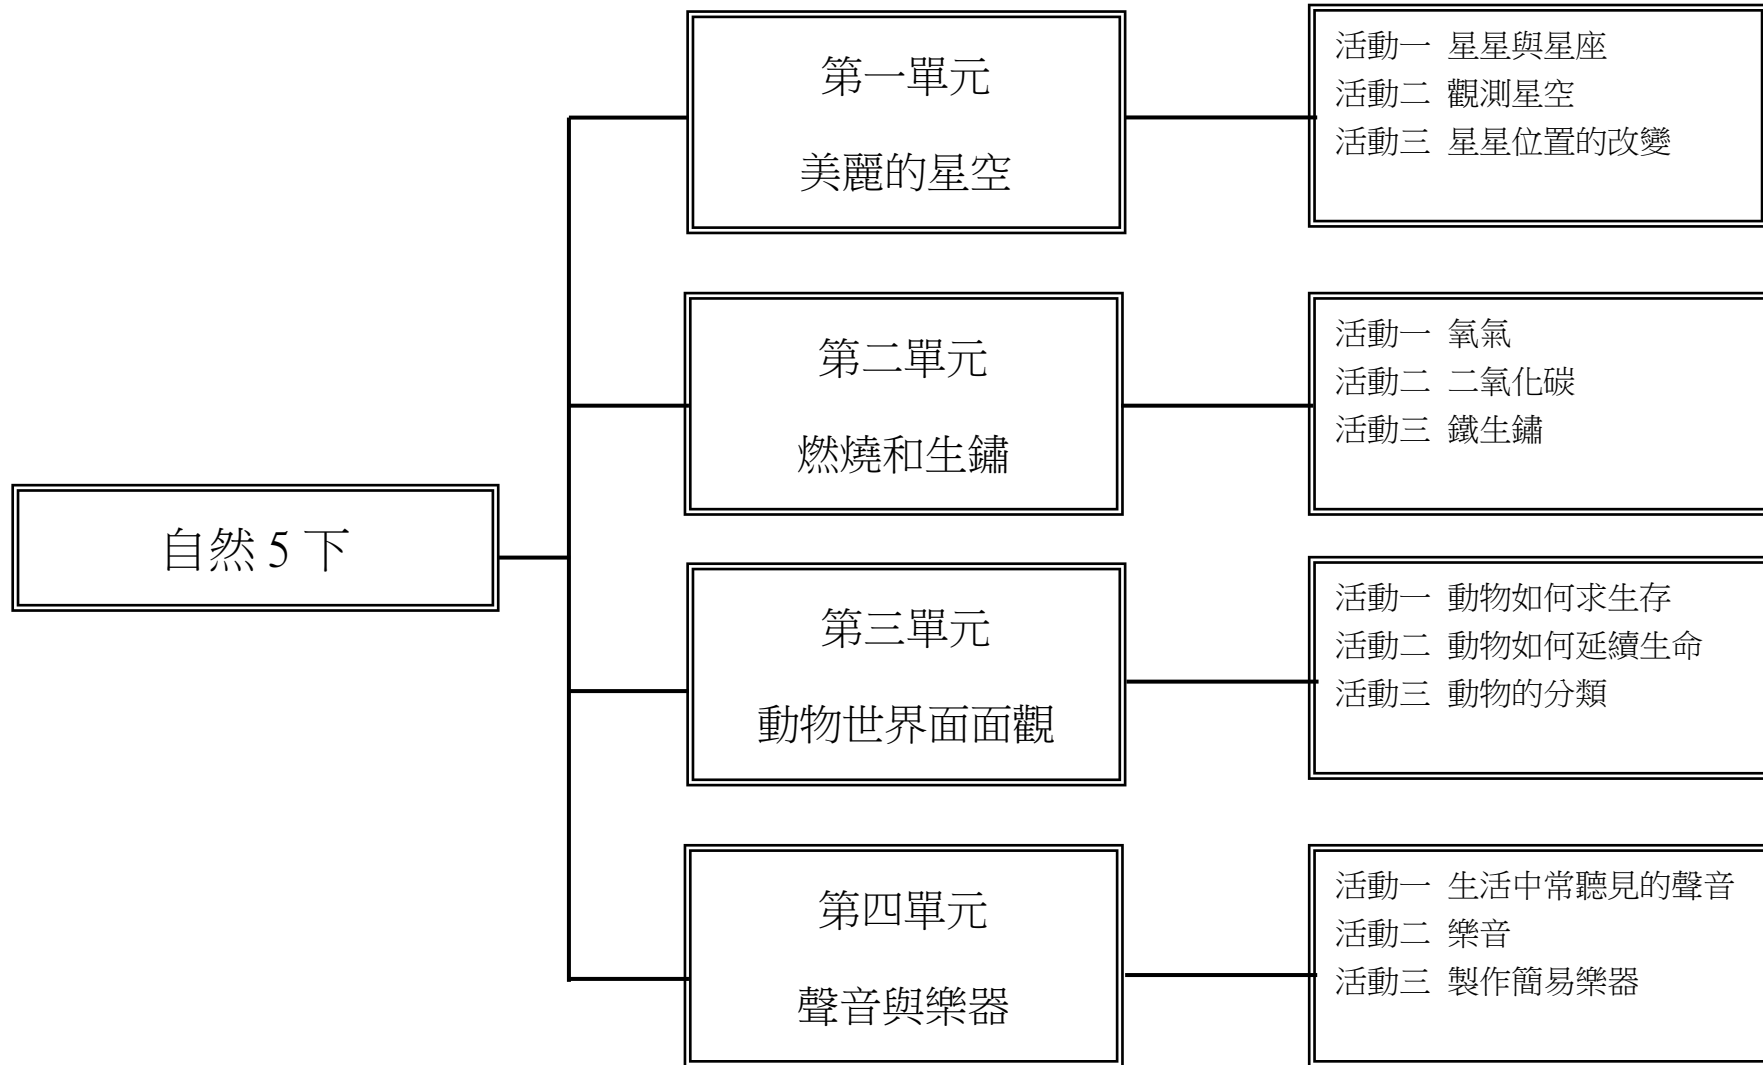 自然 5 下
第一單元
美麗的星空
活動一 星星與星座
活動二 觀測星空
活動三 星星位置的改變
第二單元
燃燒和生鏽
活動一 氧氣
活動二 二氧化碳
活動三 鐵生鏽
第三單元
動物世界面面觀
活動一 動物如何求生存
活動二 動物如何延續生命
活動三 動物的分類
第四單元
聲音與樂器
活動一 生活中常聽見的聲音
活動二 樂音
活動三 製作簡易樂器